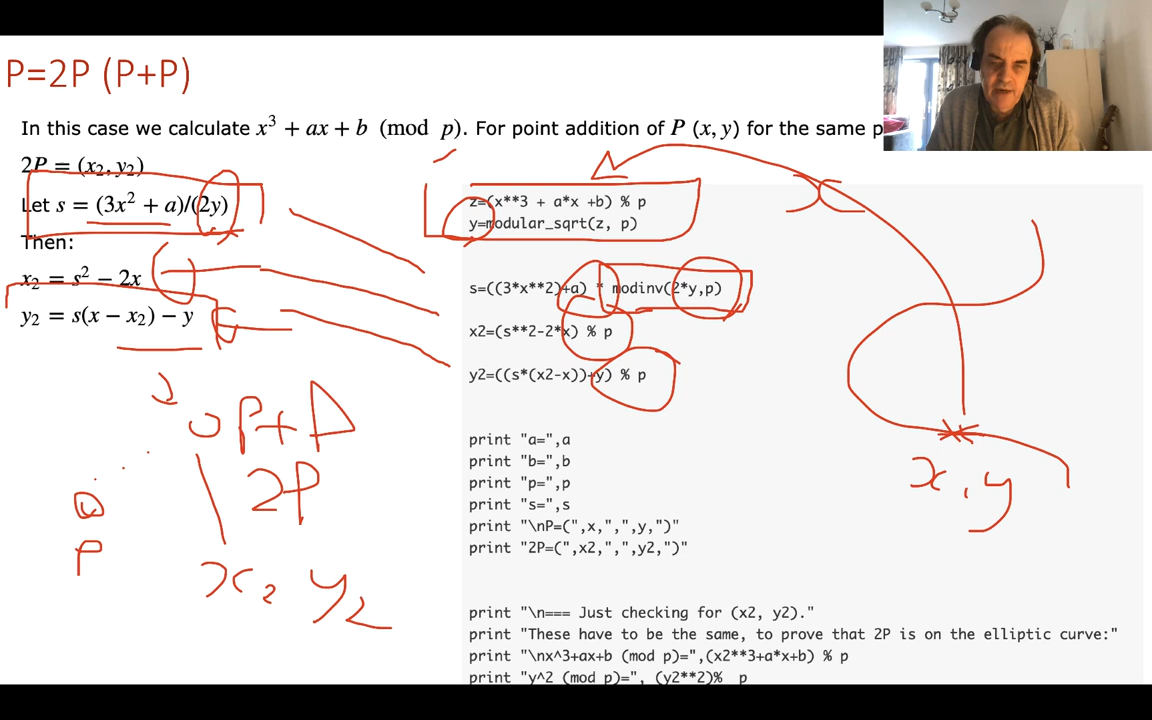 P=2P (P+P)
In this case we calculate x³ + ax + b (mod p). For point addition of P (x, y) for the same p
2P = (x₂, y₂)
Let s = (3x² + a)/(2y)
Then:
x₂ = s² − 2x
y₂ = s(x − x₂) − y
z=(x**3 + a*x +b) % p
y=modular_sqrt(z, p)
s=((3*x**2)+a) * modinv(2*y,p)
x2=(s**2-2*x) % p
y2=((s*(x2-x))+y) % p
print "a=",a
print "b=",b
print "p=",p
print "s=",s
print "\nP=(",x,",",y,")"
print "2P=(",x2,",",y2,")"
print "\n=== Just checking for (x2, y2)."
print "These have to be the same, to prove that 2P is on the elliptic curve:"
print "\nx^3+ax+b (mod p)=",(x2**3+a*x+b) % p
print "y^2 (mod p)=", (y2**2)%  p
P+P
2P
P
x₂ y₂
x, y